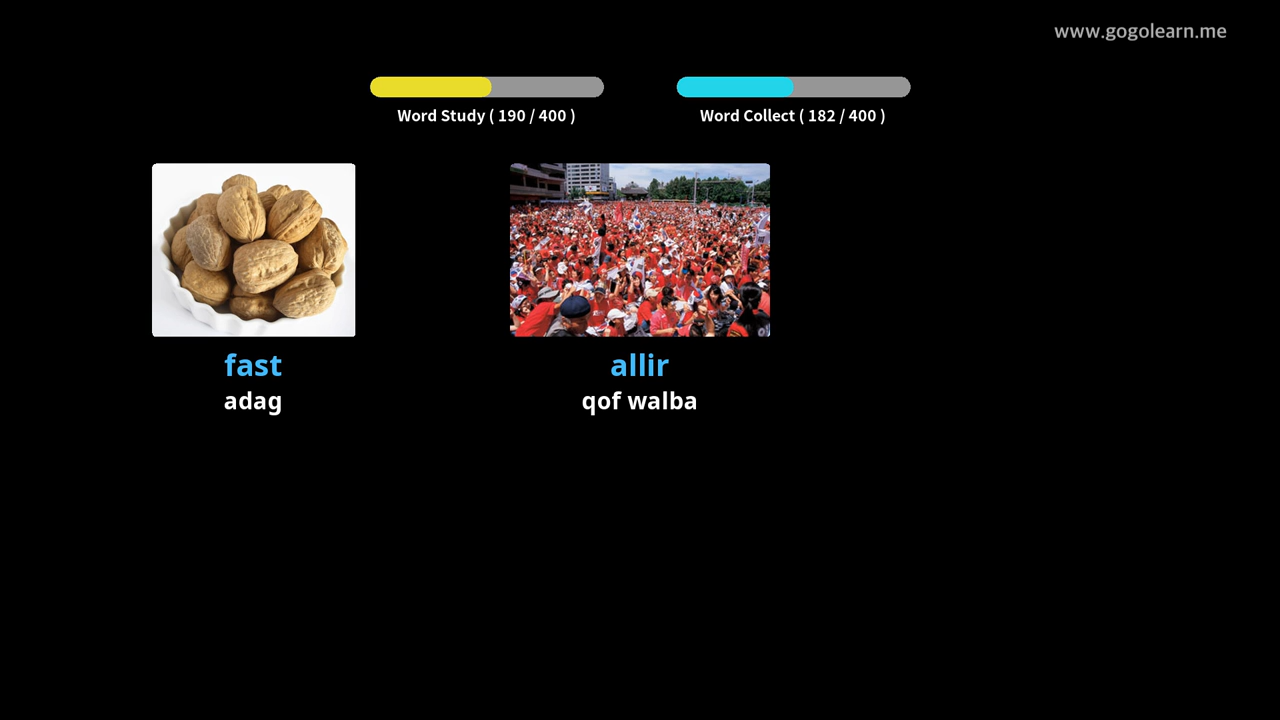 www.gogolearn.me
Word Study ( 190 / 400 )
Word Collect ( 182 / 400 )
fast
adag
allir
qof walba